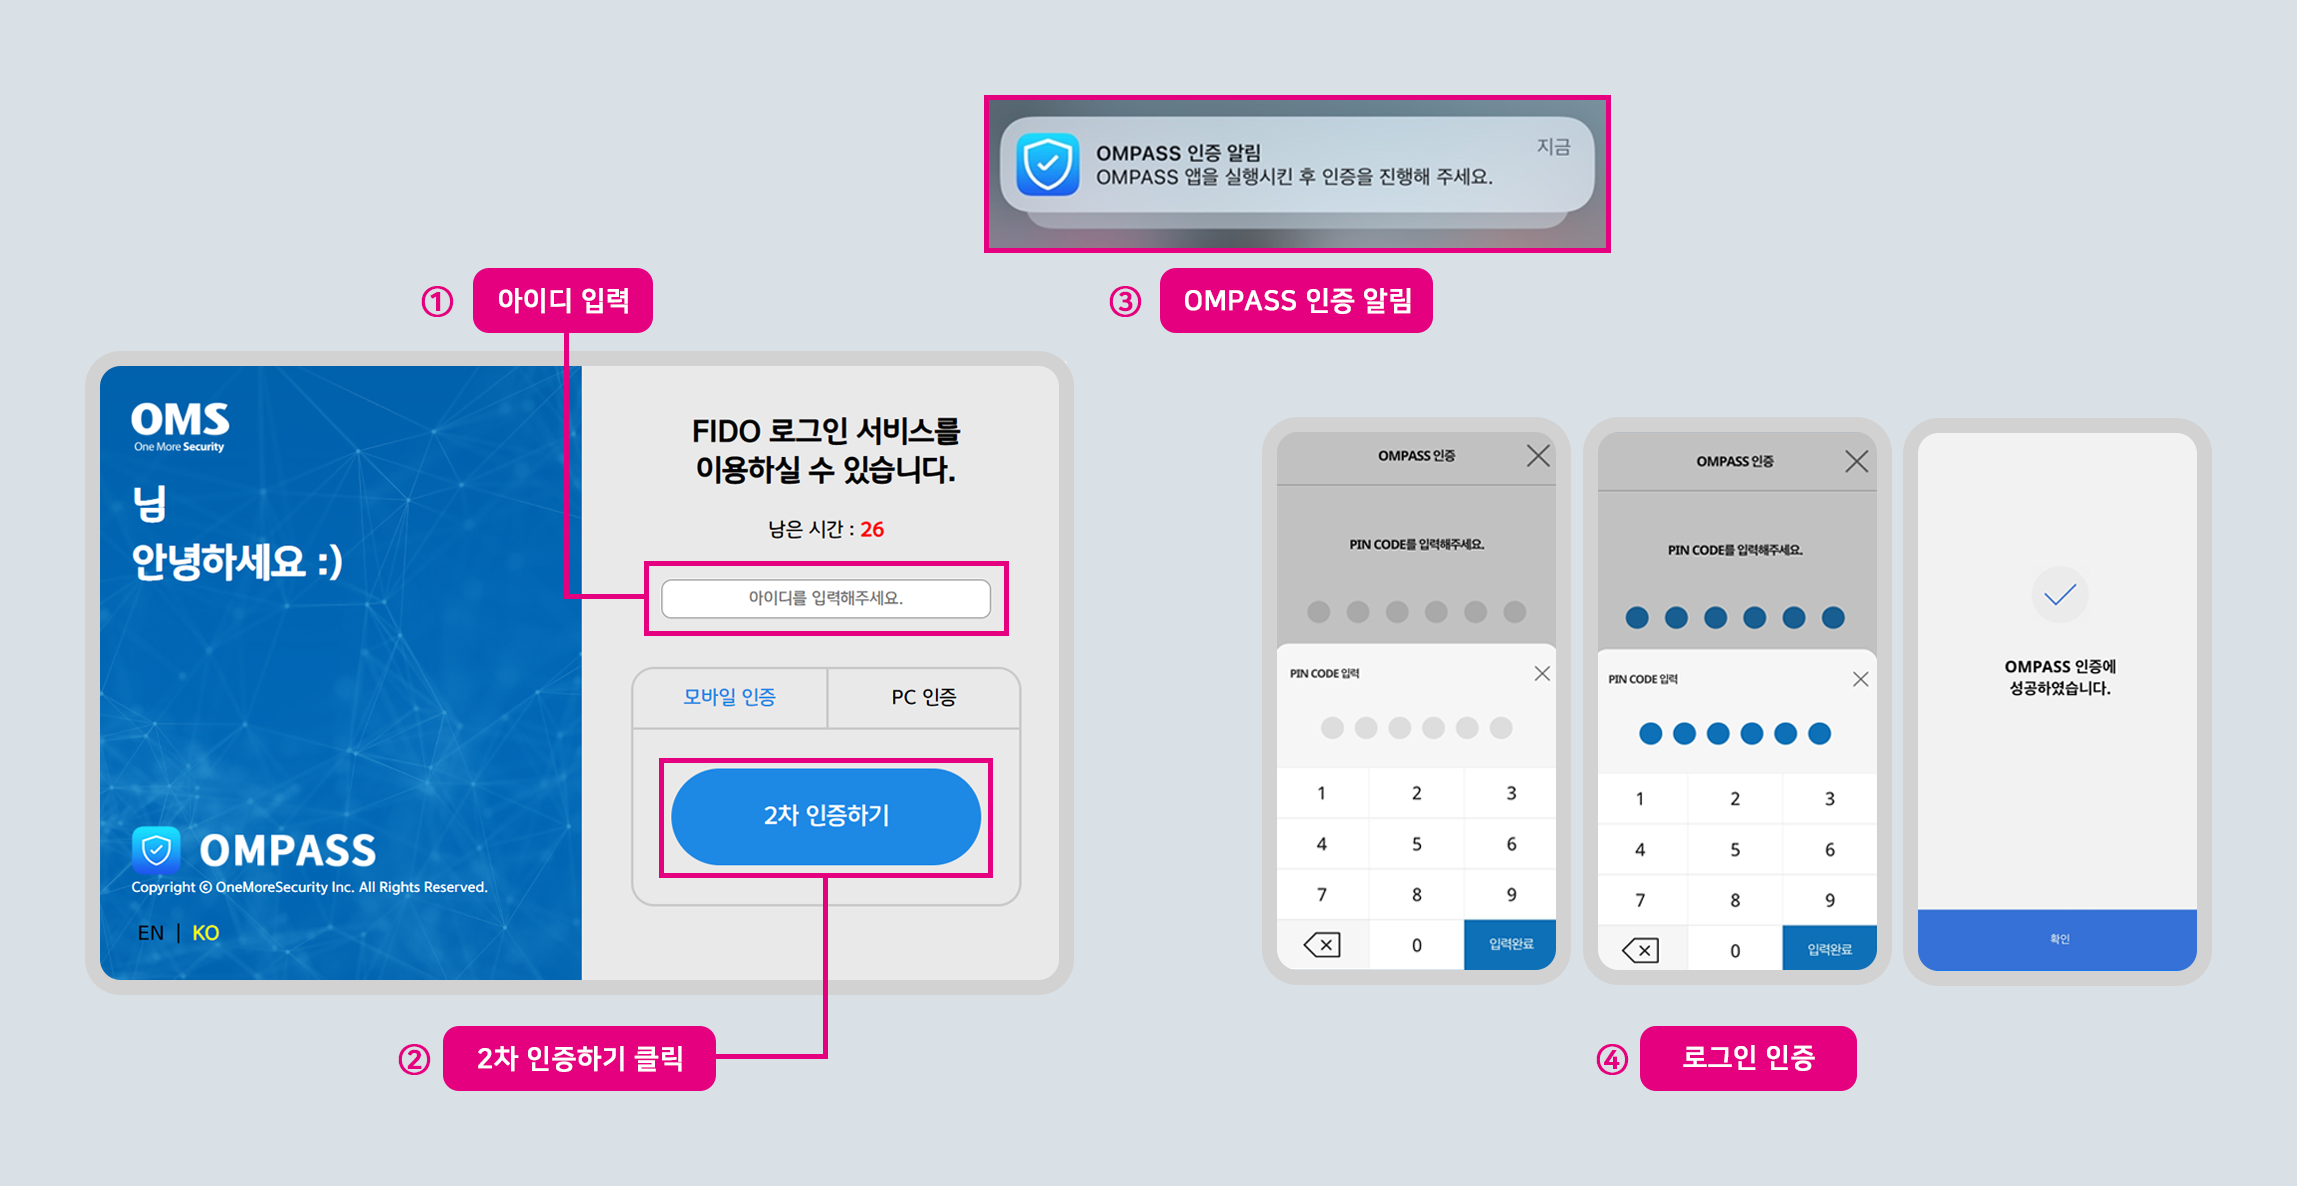 OMPASS 인증 알림
지금
OMPASS 앱을 실행시킨 후 인증을 진행해 주세요.
① 아이디 입력
③ OMPASS 인증 알림
OMS
One More Security
님
안녕하세요 :)
OMPASS
Copyright © OneMoreSecurity Inc. All Rights Reserved.
EN | KO
FIDO 로그인 서비스를
이용하실 수 있습니다.
남은 시간 : 26
아이디를 입력해주세요.
모바일 인증
PC 인증
2차 인증하기
② 2차 인증하기 클릭
OMPASS 인증
PIN CODE를 입력해주세요.
PIN CODE 입력
1 2 3
4 5 6
7 8 9
0 입력완료
OMPASS 인증
PIN CODE를 입력해주세요.
PIN CODE 입력
1 2 3
4 5 6
7 8 9
0 입력완료
OMPASS 인증에
성공하였습니다.
확인
④ 로그인 인증